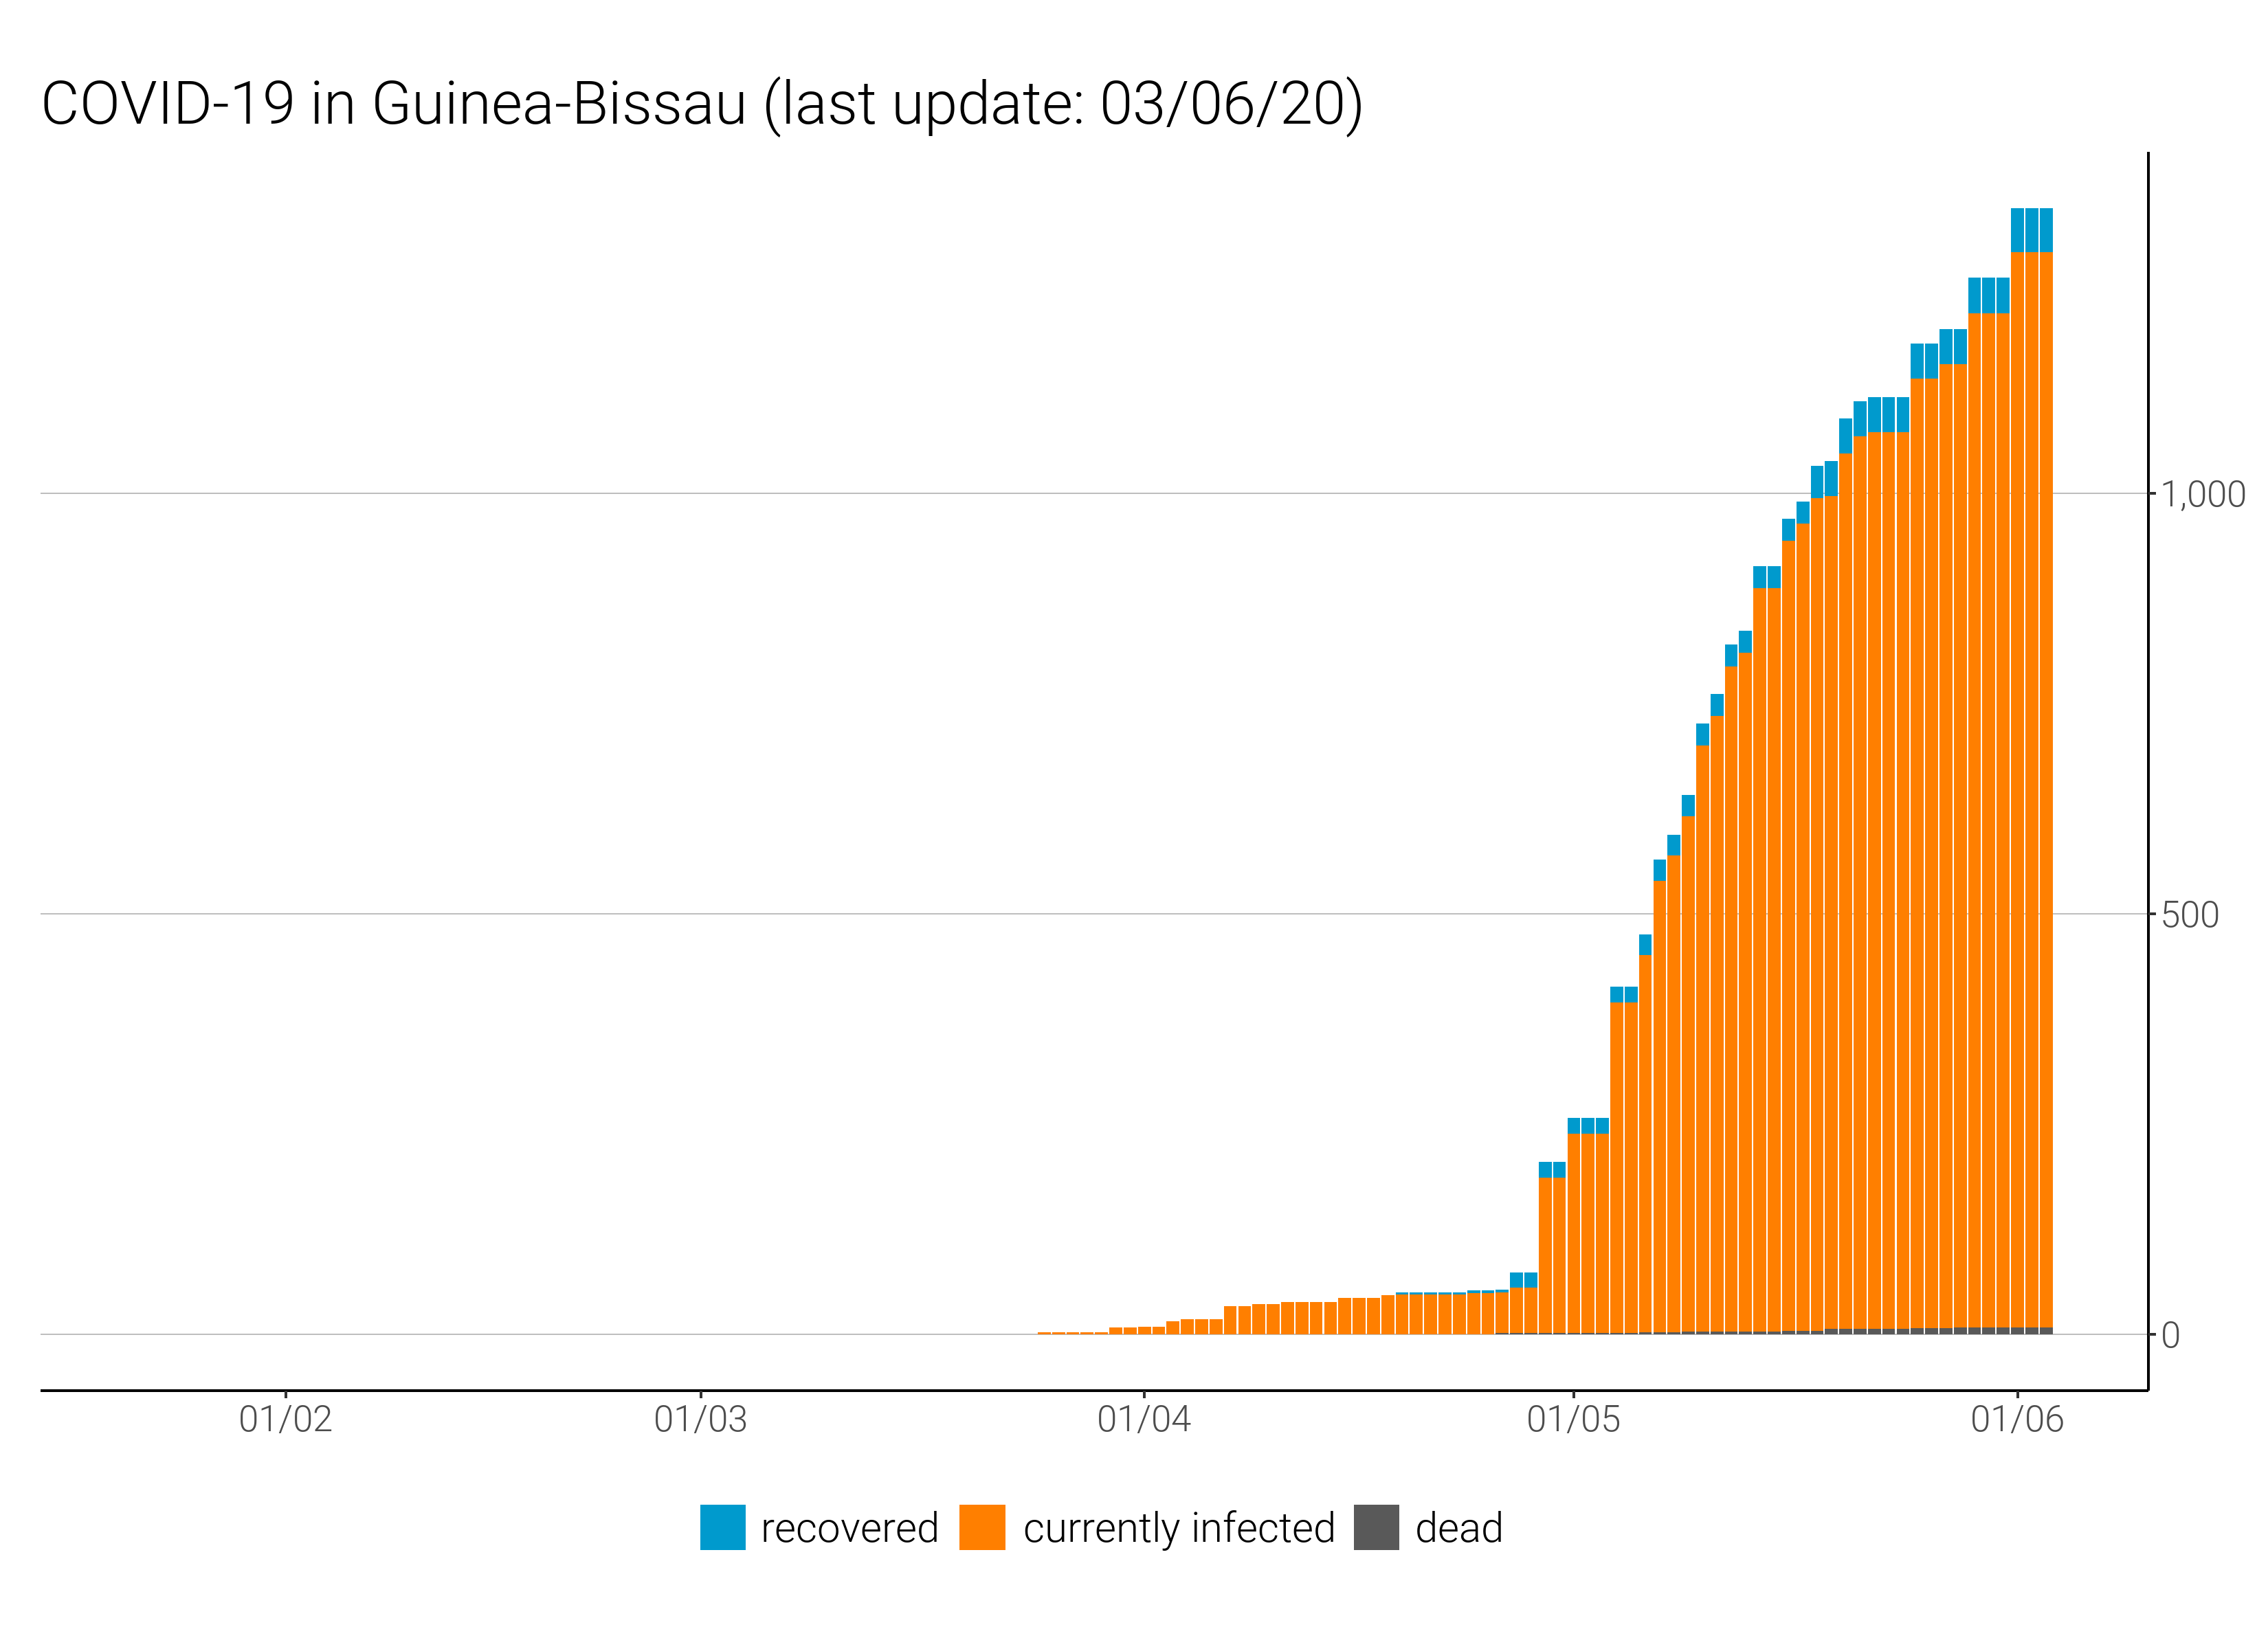 COVID-19 in Guinea-Bissau (last update: 03/06/20)
1,000
500
0
01/02 01/03 01/04 01/05 01/06
recovered currently infected dead